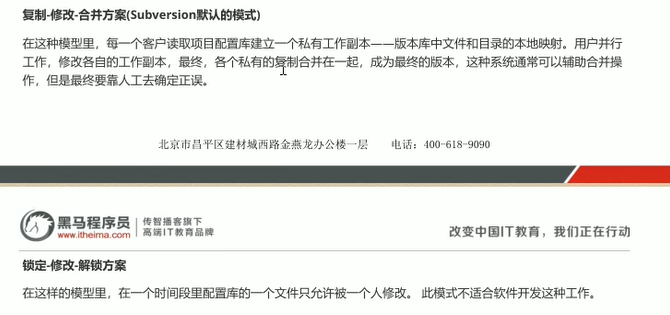 复制-修改-合并方案(Subversion默认的模式)
在这种模型里，每一个客户读取项目配置库建立一个私有工作副本——版本库中文件和目录的本地映射。用户并行
工作，修改各自的工作副本，最终，各个私有的复制合并在一起，成为最终的版本，这种系统通常可以辅助合并操
作，但是最终要靠人工去确定正误。
北京市昌平区建材城西路金燕龙办公楼一层 电话：400-618-9090
黑马程序员
www.itheima.com
传智播客旗下
高端IT教育品牌
改变中国IT教育，我们正在行动
锁定-修改-解锁方案
在这样的模型里，在一个时间段里配置库的一个文件只允许被一个人修改。 此模式不适合软件开发这种工作。